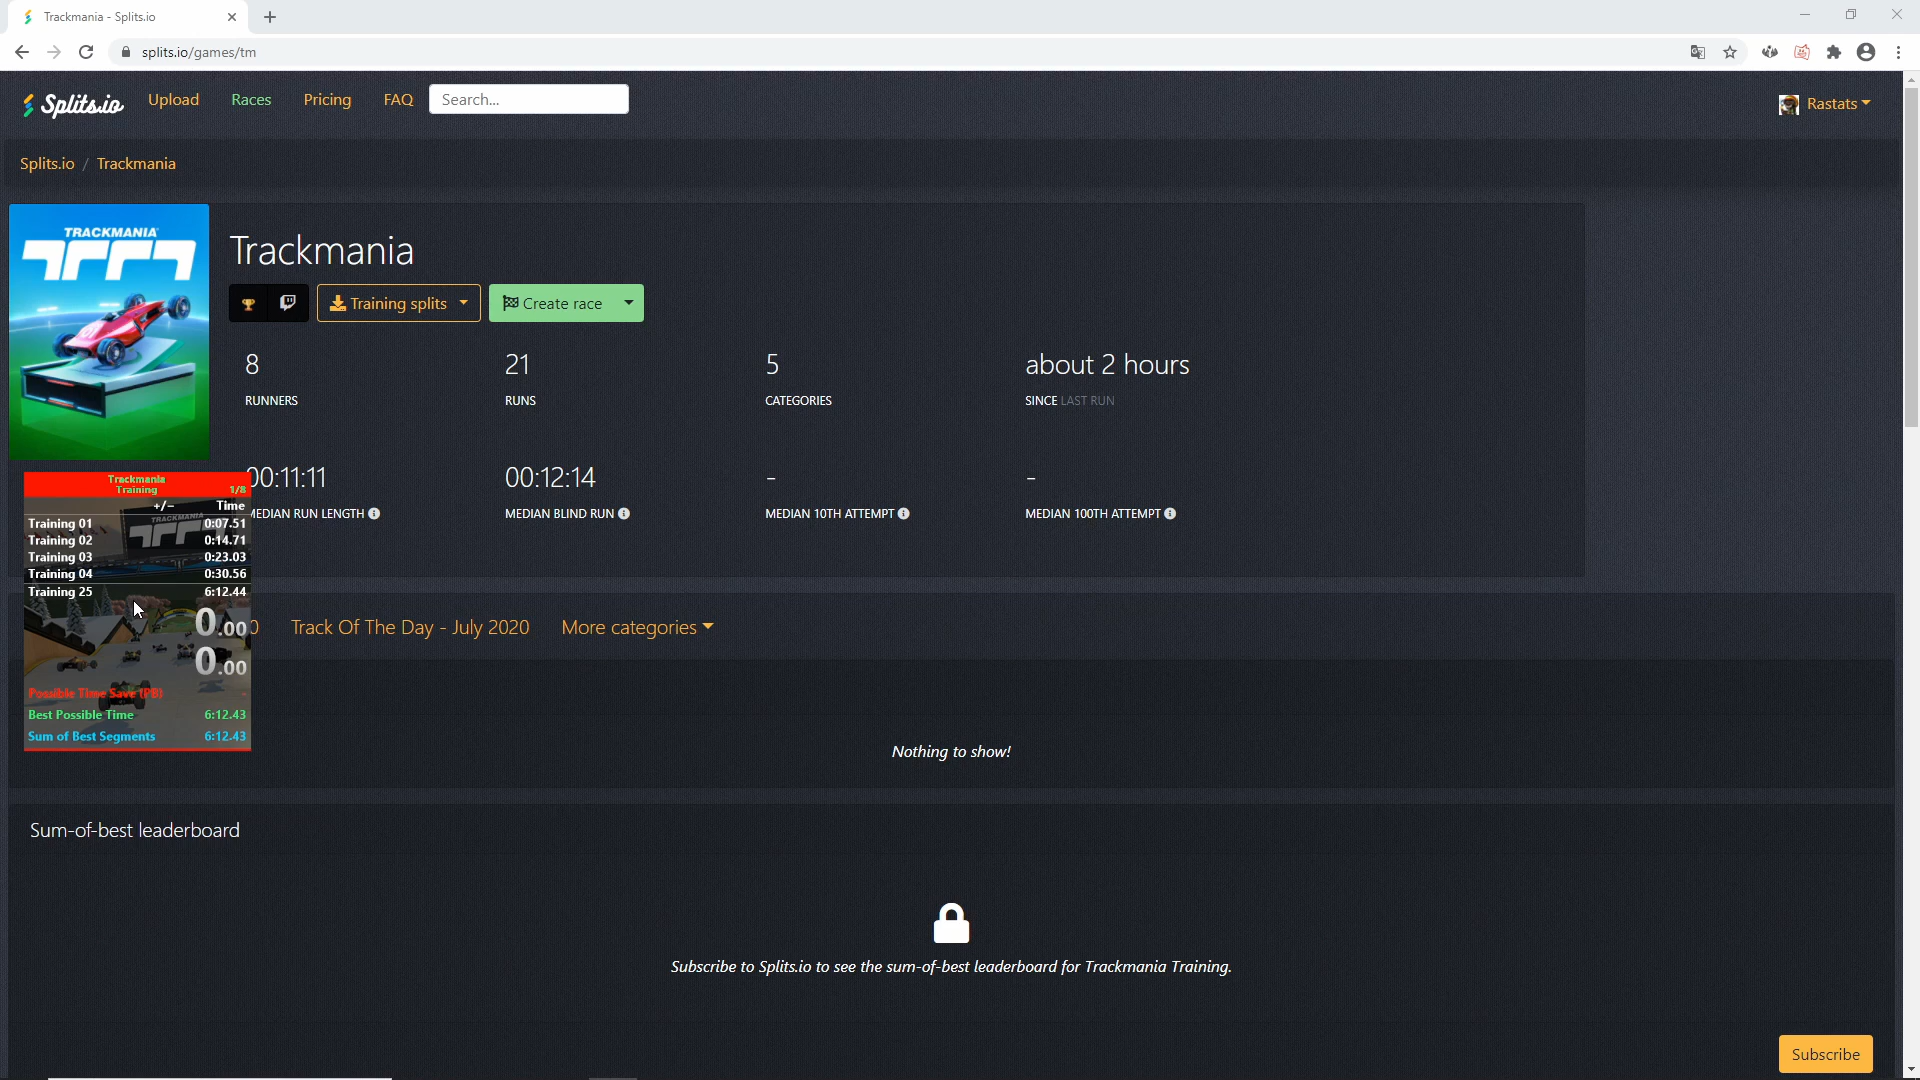 Trackmania - Splits.io
splits.io/games/tm
Splits.io Upload Races Pricing FAQ Search... Rastats
Splits.io / Trackmania
TRACKMANIA
Trackmania
Training splits Create race
8 21 5 about 2 hours
RUNNERS RUNS CATEGORIES SINCE LAST RUN
00:11:11 00:12:14 - -
MEDIAN RUN LENGTH MEDIAN BLIND RUN MEDIAN 10TH ATTEMPT MEDIAN 100TH ATTEMPT
Trackmania
Training 1/8
+/- Time
TRACKMANIA
Training 01 0:07.51
Training 02 0:14.71
Training 03 0:23.03
Training 04 0:30.56
Training 25 6:12.44
0.00
0.00
Possible Time Save (PB) -
Best Possible Time 6:12.43
Sum of Best Segments 6:12.43
0 Track Of The Day - July 2020 More categories
Nothing to show!
Sum-of-best leaderboard
Subscribe to Splits.io to see the sum-of-best leaderboard for Trackmania Training.
Subscribe